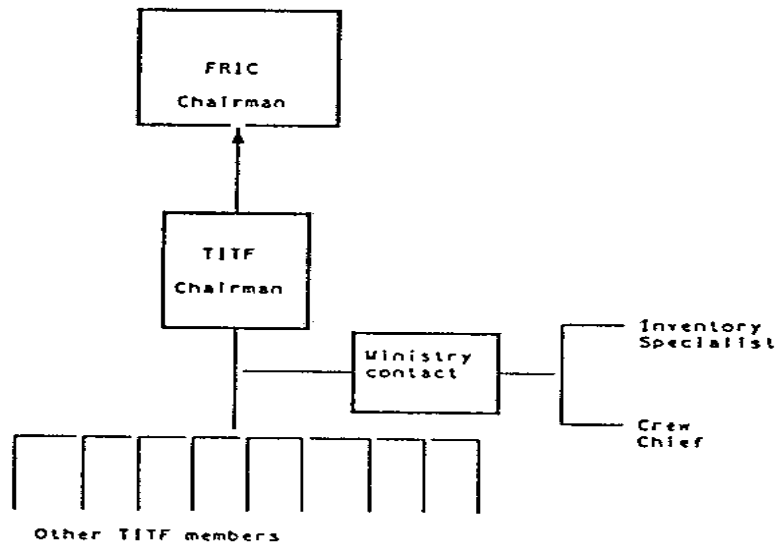 FRIC
Chairman
TITF
Chairman
Ministry
contact
Inventory
Specialist
Crew
Chief
Other TITF members